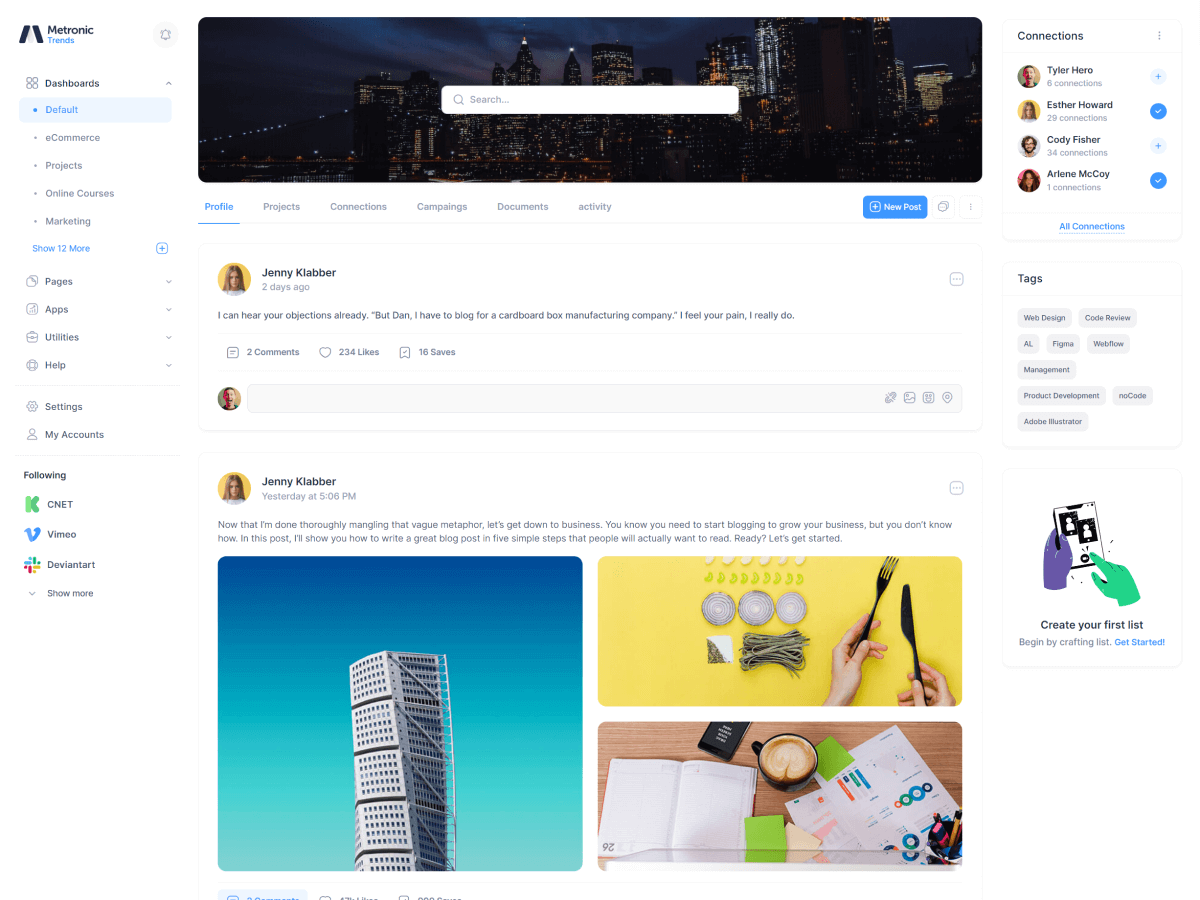 Metronic
Trends
Dashboards
Default
eCommerce
Projects
Online Courses
Marketing
Show 12 More
Pages
Apps
Utilities
Help
Settings
My Accounts
Following
CNET
Vimeo
Deviantart
Show more
Search...
Profile
Projects
Connections
Campaings
Documents
activity
New Post
Jenny Klabber
2 days ago
I can hear your objections already. “But Dan, I have to blog for a cardboard box manufacturing company.” I feel your pain, I really do.
2 Comments
234 Likes
16 Saves
Jenny Klabber
Yesterday at 5:06 PM
Now that I’m done thoroughly mangling that vague metaphor, let’s get down to business. You know you need to start blogging to grow your business, but you don’t know
how. In this post, I’ll show you how to write a great blog post in five simple steps that people will actually want to read. Ready? Let’s get started.
26
2 Comments
47k Likes
Connections
Tyler Hero
6 connections
Esther Howard
29 connections
Cody Fisher
34 connections
Arlene McCoy
1 connections
All Connections
Tags
Web Design
Code Review
AL
Figma
Webflow
Management
Product Development
noCode
Adobe Illustrator
Create your first list
Begin by crafting list. Get Started!